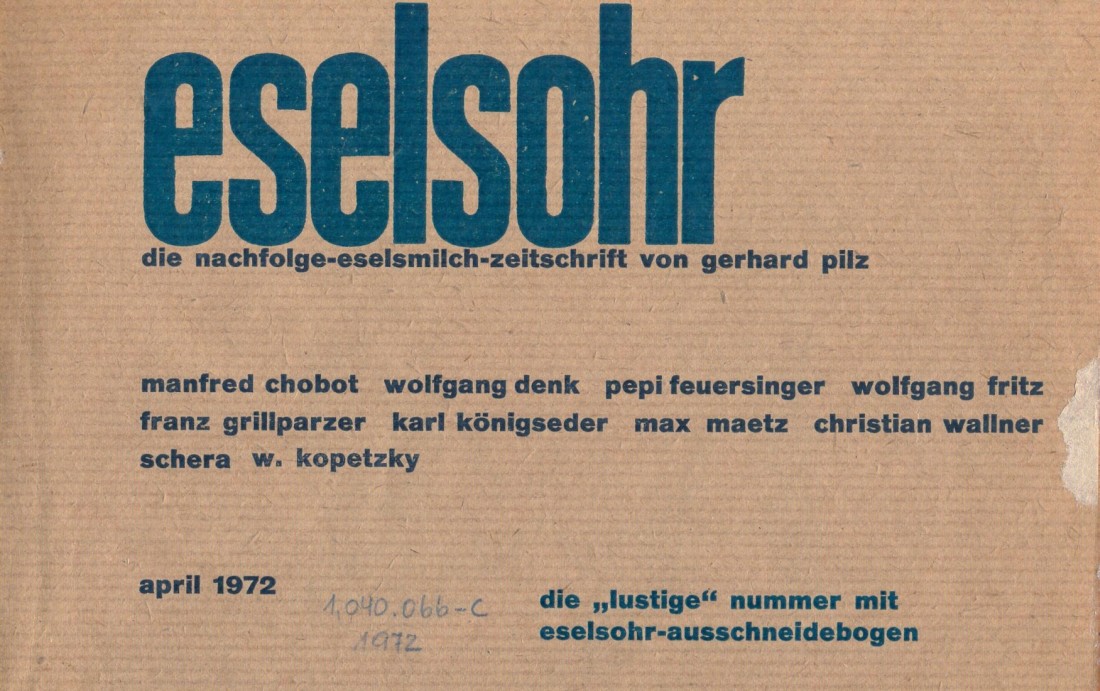 eselsohr
die nachfolge-eselsmilch-zeitschrift von gerhard pilz
manfred chobot wolfgang denk pepi feuersinger wolfgang fritz
franz grillparzer karl königseder max maetz christian wallner
schera w. kopetzky
april 1972
1,040.066-C
1972
die „lustige“ nummer mit
eselsohr-ausschneidebogen